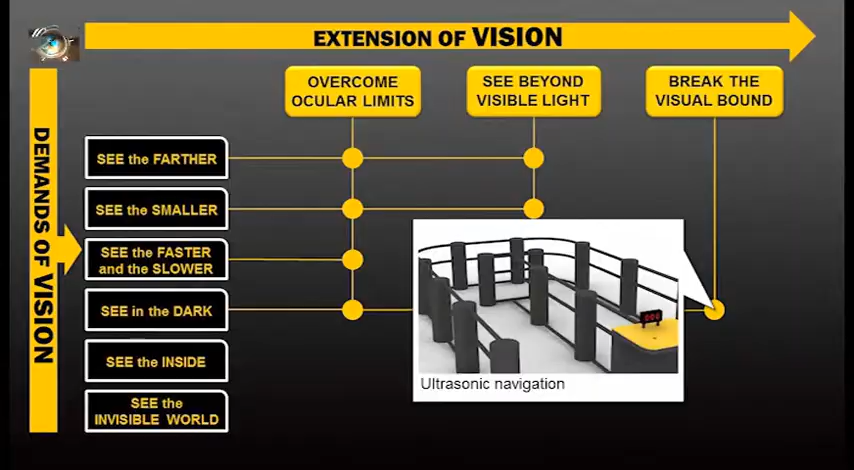 EXTENSION OF VISION
OVERCOME
OCULAR LIMITS
SEE BEYOND
VISIBLE LIGHT
BREAK THE
VISUAL BOUND
DEMANDS OF VISION
SEE the FARTHER
SEE the SMALLER
SEE the FASTER
and the SLOWER
SEE in the DARK
SEE the INSIDE
SEE the
INVISIBLE WORLD
Ultrasonic navigation